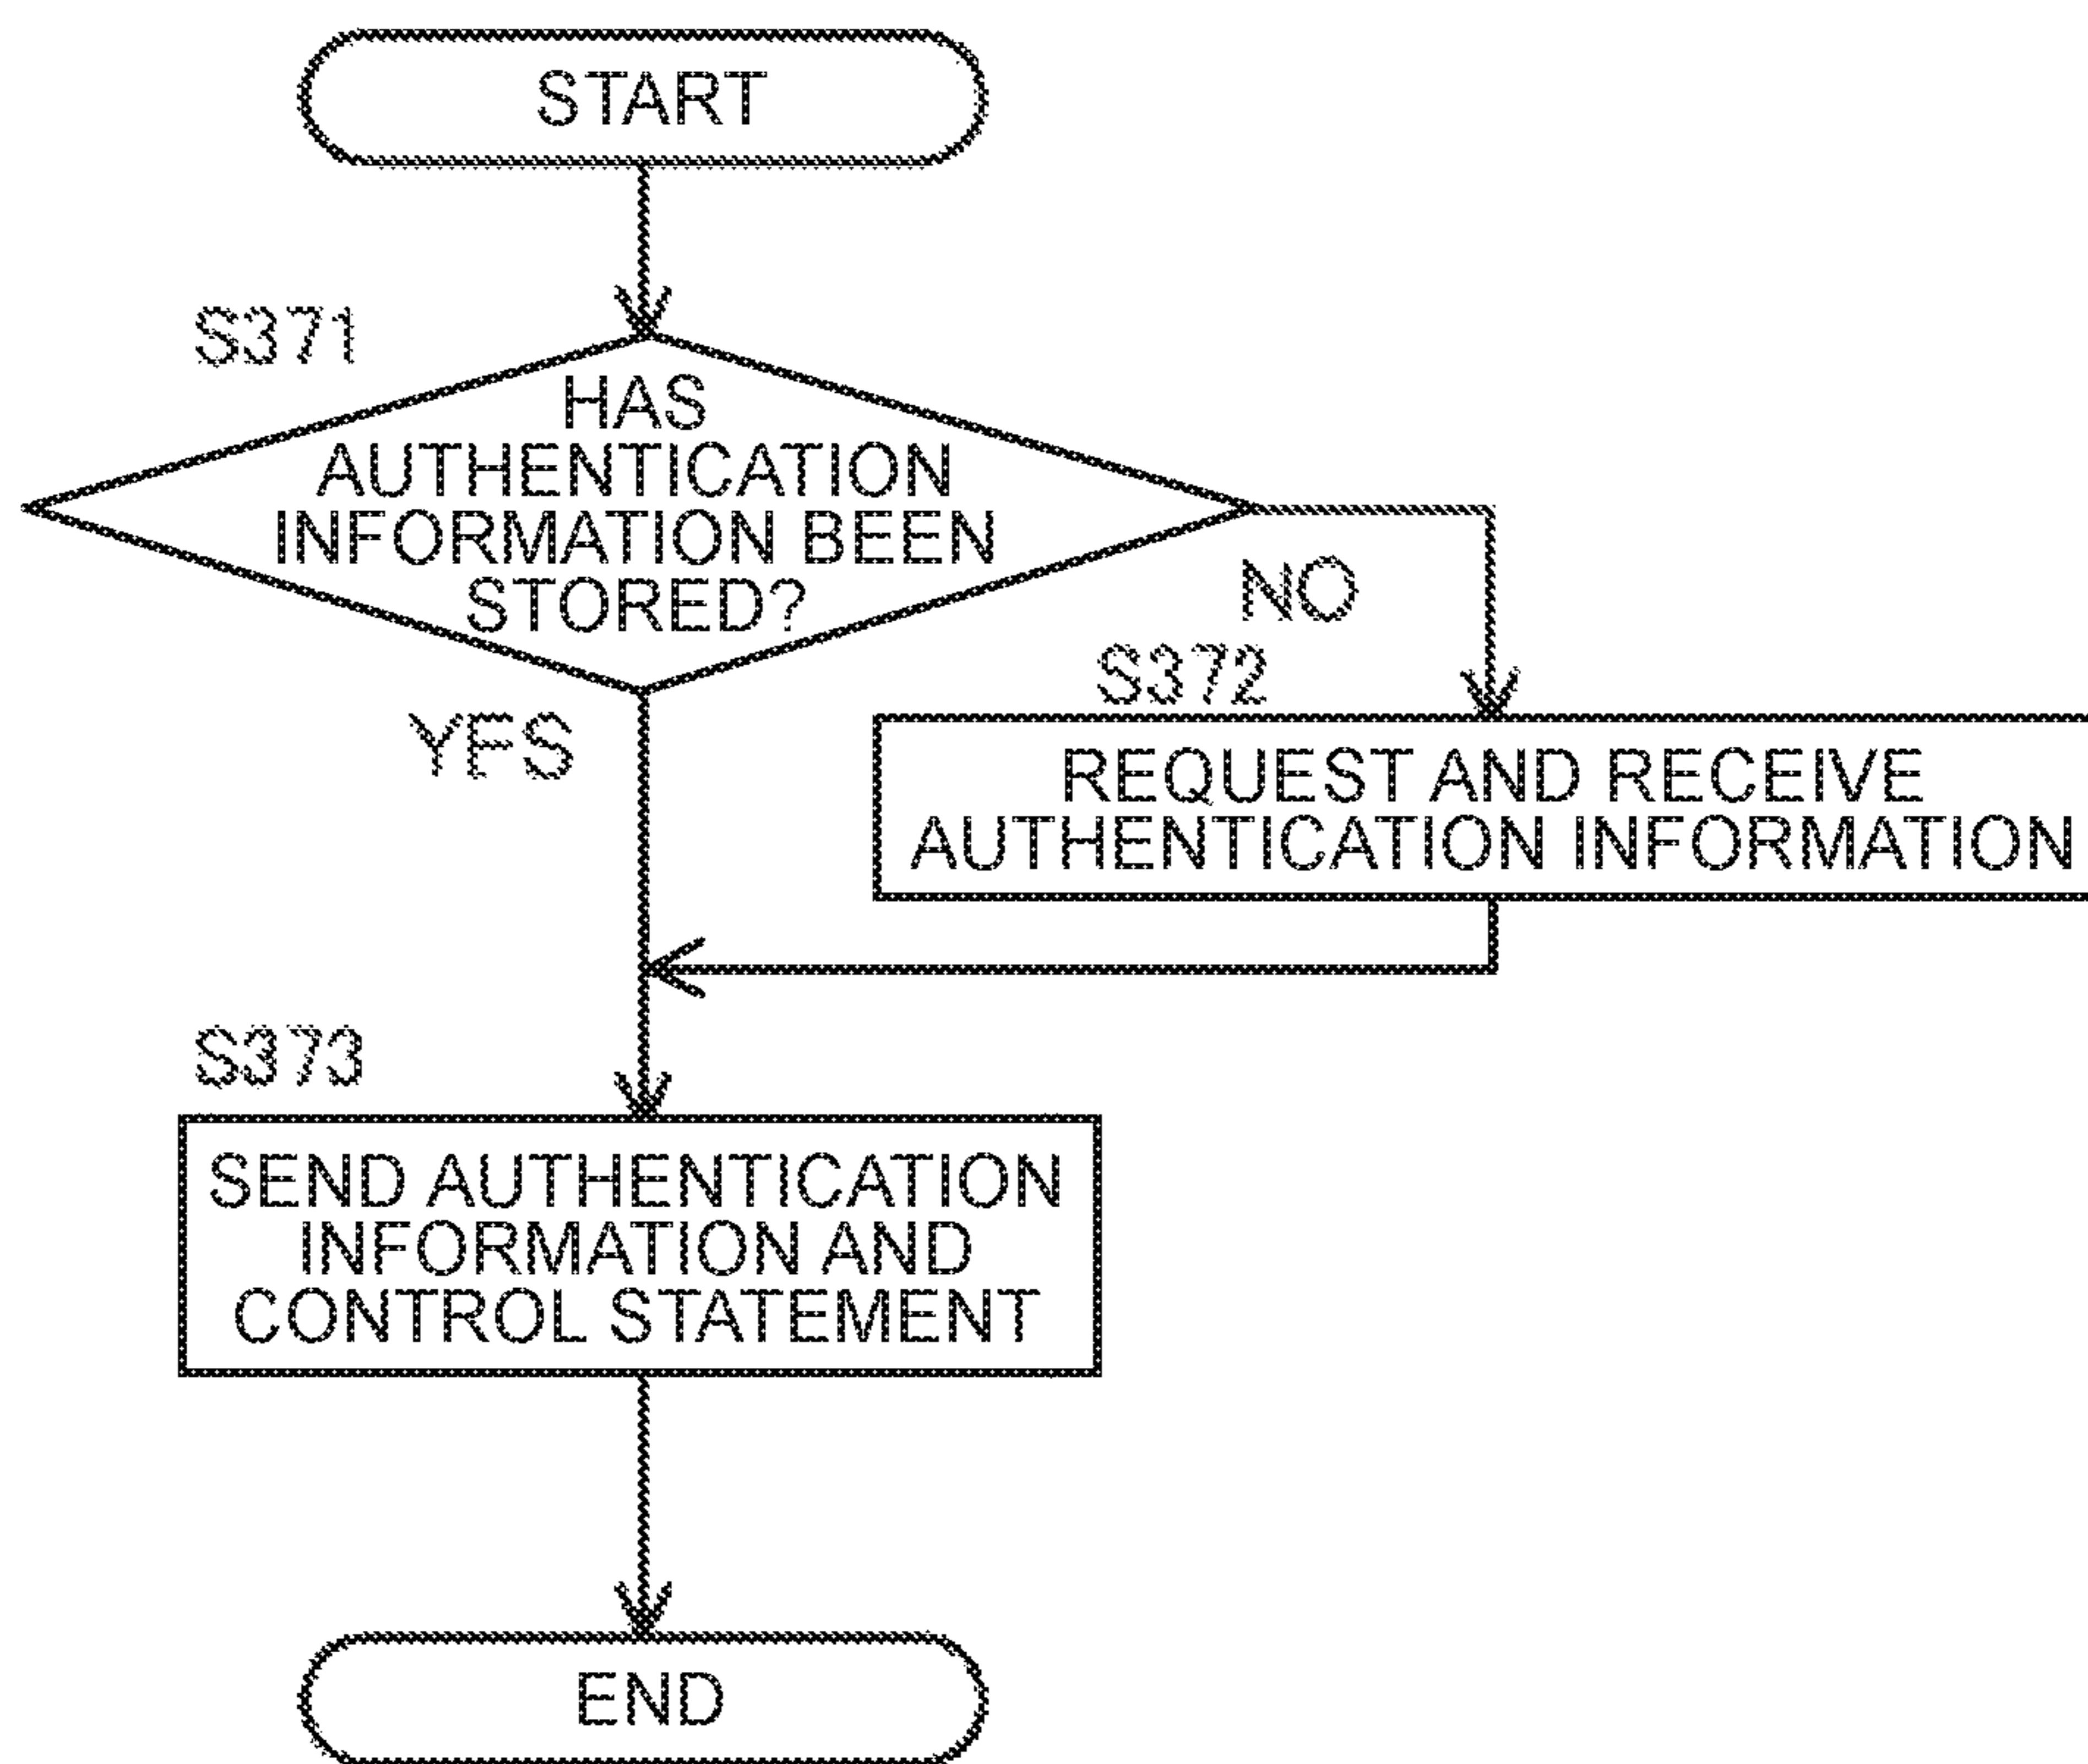 START
S371
HAS
AUTHENTICATION
INFORMATION BEEN
STORED?
NO
YES
S372
REQUEST AND RECEIVE
AUTHENTICATION INFORMATION
S373
SEND AUTHENTICATION
INFORMATION AND
CONTROL STATEMENT
END